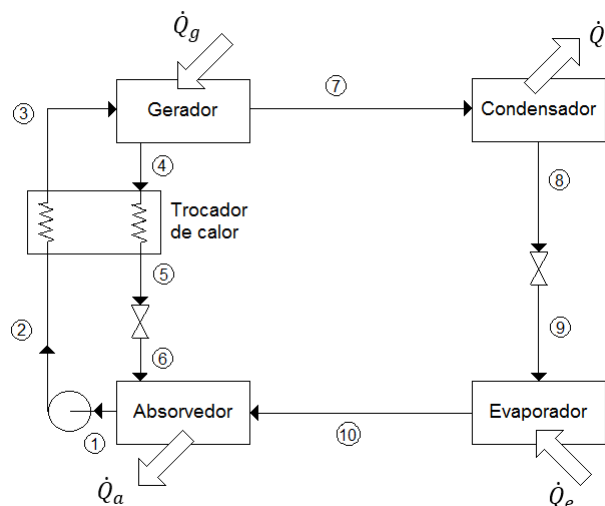 Q̇g
Q̇
③
Gerador
⑦
Condensador
④
⑧
Trocador
de calor
⑤
②
⑨
⑥
Absorvedor
Evaporador
①
⑩
Q̇a
Q̇e